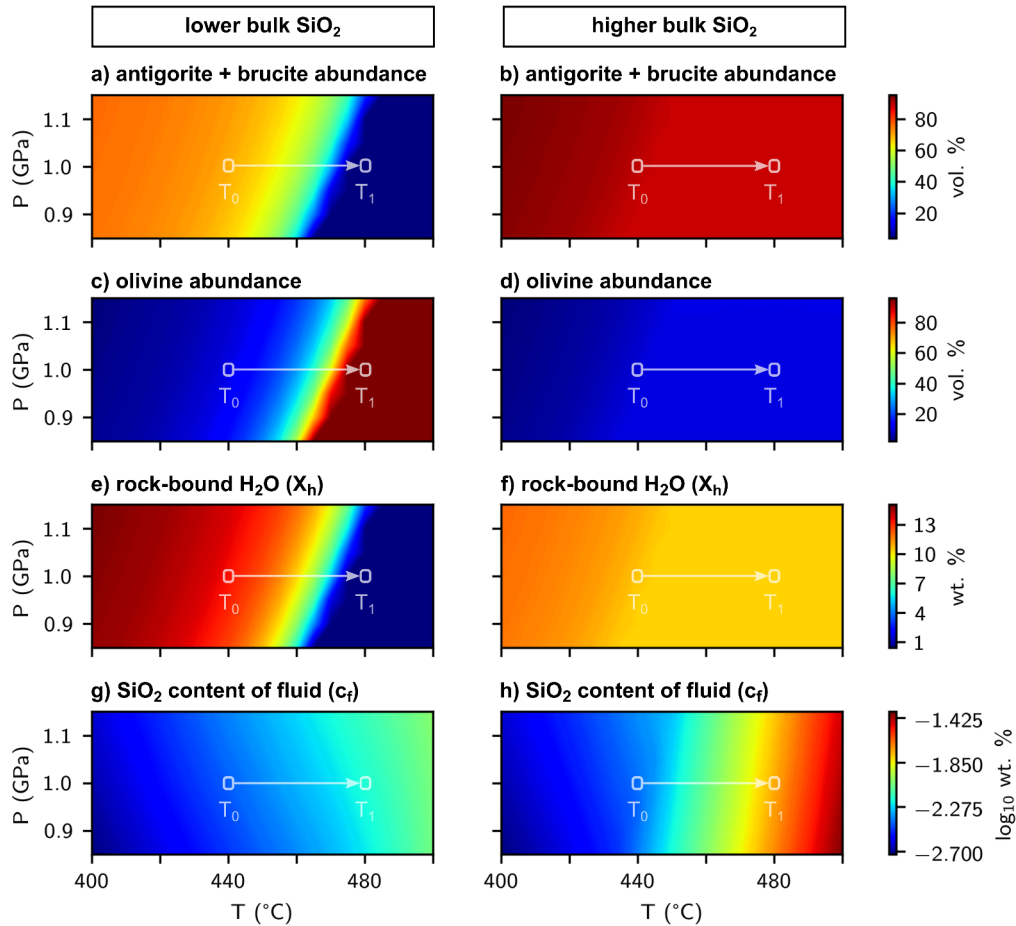 lower bulk SiO₂
higher bulk SiO₂
a) antigorite + brucite abundance
b) antigorite + brucite abundance
P (GPa)
1.1
1.0
0.9
T₀
T₁
T₀
T₁
80
60
40
20
vol. %
c) olivine abundance
d) olivine abundance
P (GPa)
1.1
1.0
0.9
T₀
T₁
T₀
T₁
80
60
40
20
vol. %
e) rock-bound H₂O (Xₕ)
f) rock-bound H₂O (Xₕ)
P (GPa)
1.1
1.0
0.9
T₀
T₁
T₀
T₁
13
10
7
4
1
wt. %
g) SiO₂ content of fluid (c_f)
h) SiO₂ content of fluid (c_f)
P (GPa)
1.1
1.0
0.9
T₀
T₁
T₀
T₁
−1.425
−1.850
−2.275
−2.700
log₁₀ wt. %
400
440
480
400
440
480
T (°C)
T (°C)